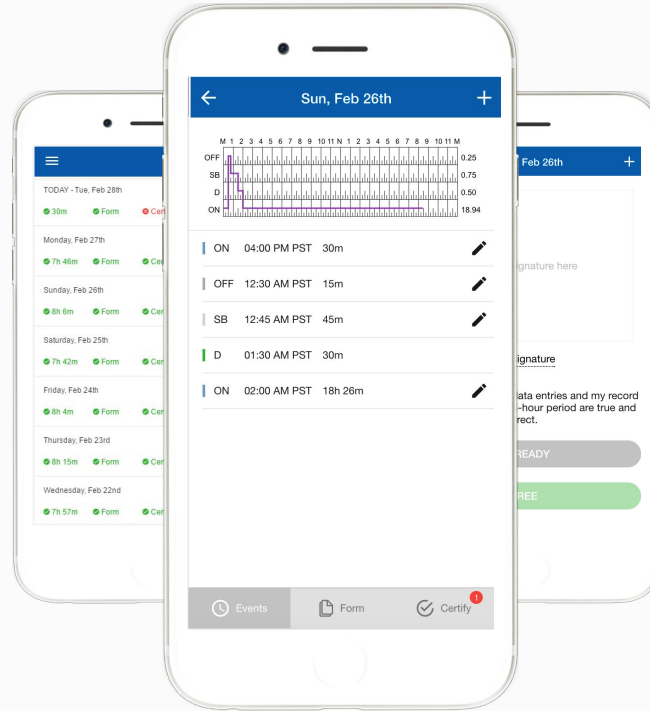 TODAY - Tue, Feb 28th
30m Form
Monday, Feb 27th
7h 46m Form
Sunday, Feb 26th
8h 6m Form
Saturday, Feb 25th
7h 42m Form
Friday, Feb 24th
8h 4m Form
Thursday, Feb 23rd
8h 15m Form
Wednesday, Feb 22nd
7h 57m Form
Sun, Feb 26th
M 1 2 3 4 5 6 7 8 9 10 11 N 1 2 3 4 5 6 7 8 9 10 11 M
OFF 0.25
SB 0.75
D 0.50
ON 18.94
ON 04:00 PM PST 30m
OFF 12:30 AM PST 15m
SB 12:45 AM PST 45m
D 01:30 AM PST 30m
ON 02:00 AM PST 18h 26m
Events Form Certify !
Feb 26th
ignature here
ignature
ata entries and my record
-hour period are true and
rect.
READY
REE